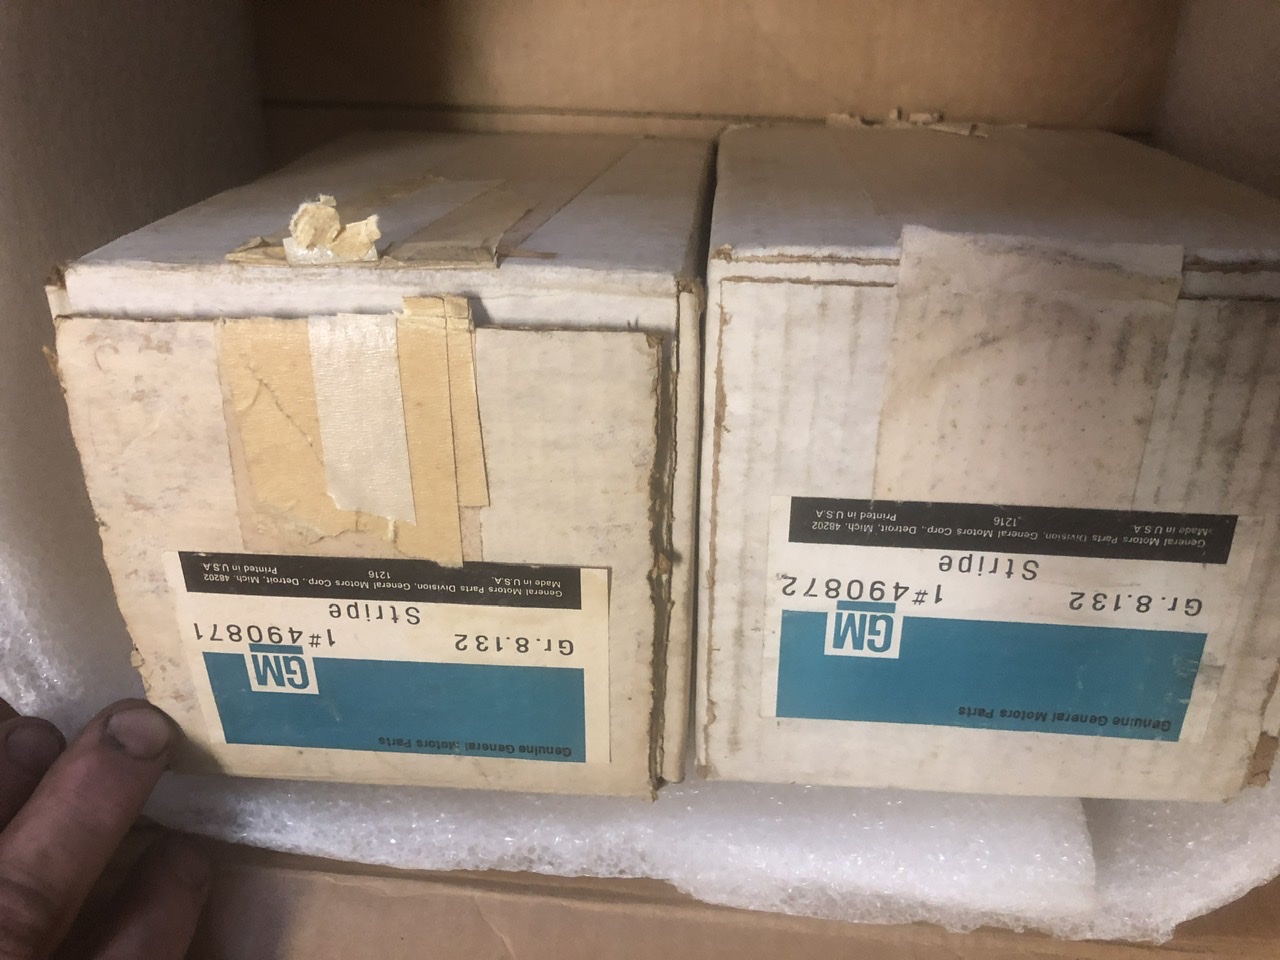 Genuine General Motors Parts
GM
Gr. 8.132 1#490871
Stripe
General Motors Parts Division, General Motors Corp., Detroit, Mich. 48202
Made in U.S.A. 1216 Printed in U.S.A
Genuine General Motors Parts
GM
Gr. 8.132 1#490872
Stripe
General Motors Parts Division, General Motors Corp., Detroit, Mich. 48202
Made in U.S.A. 1216 Printed in U.S.A